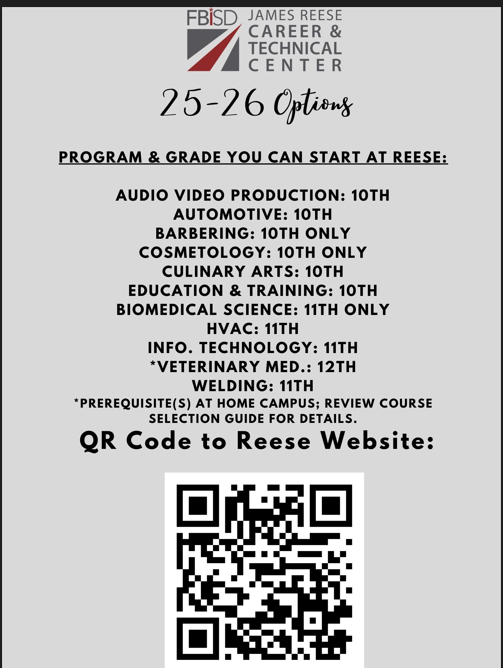 FBiSD
JAMES REESE
CAREER &
TECHNICAL
CENTER
25-26 Options
PROGRAM & GRADE YOU CAN START AT REESE:
AUDIO VIDEO PRODUCTION: 10TH
AUTOMOTIVE: 10TH
BARBERING: 10TH ONLY
COSMETOLOGY: 10TH ONLY
CULINARY ARTS: 10TH
EDUCATION & TRAINING: 10TH
BIOMEDICAL SCIENCE: 11TH ONLY
HVAC: 11TH
INFO. TECHNOLOGY: 11TH
*VETERINARY MED.: 12TH
WELDING: 11TH
*PREREQUISITE(S) AT HOME CAMPUS; REVIEW COURSE
SELECTION GUIDE FOR DETAILS.
QR Code to Reese Website: